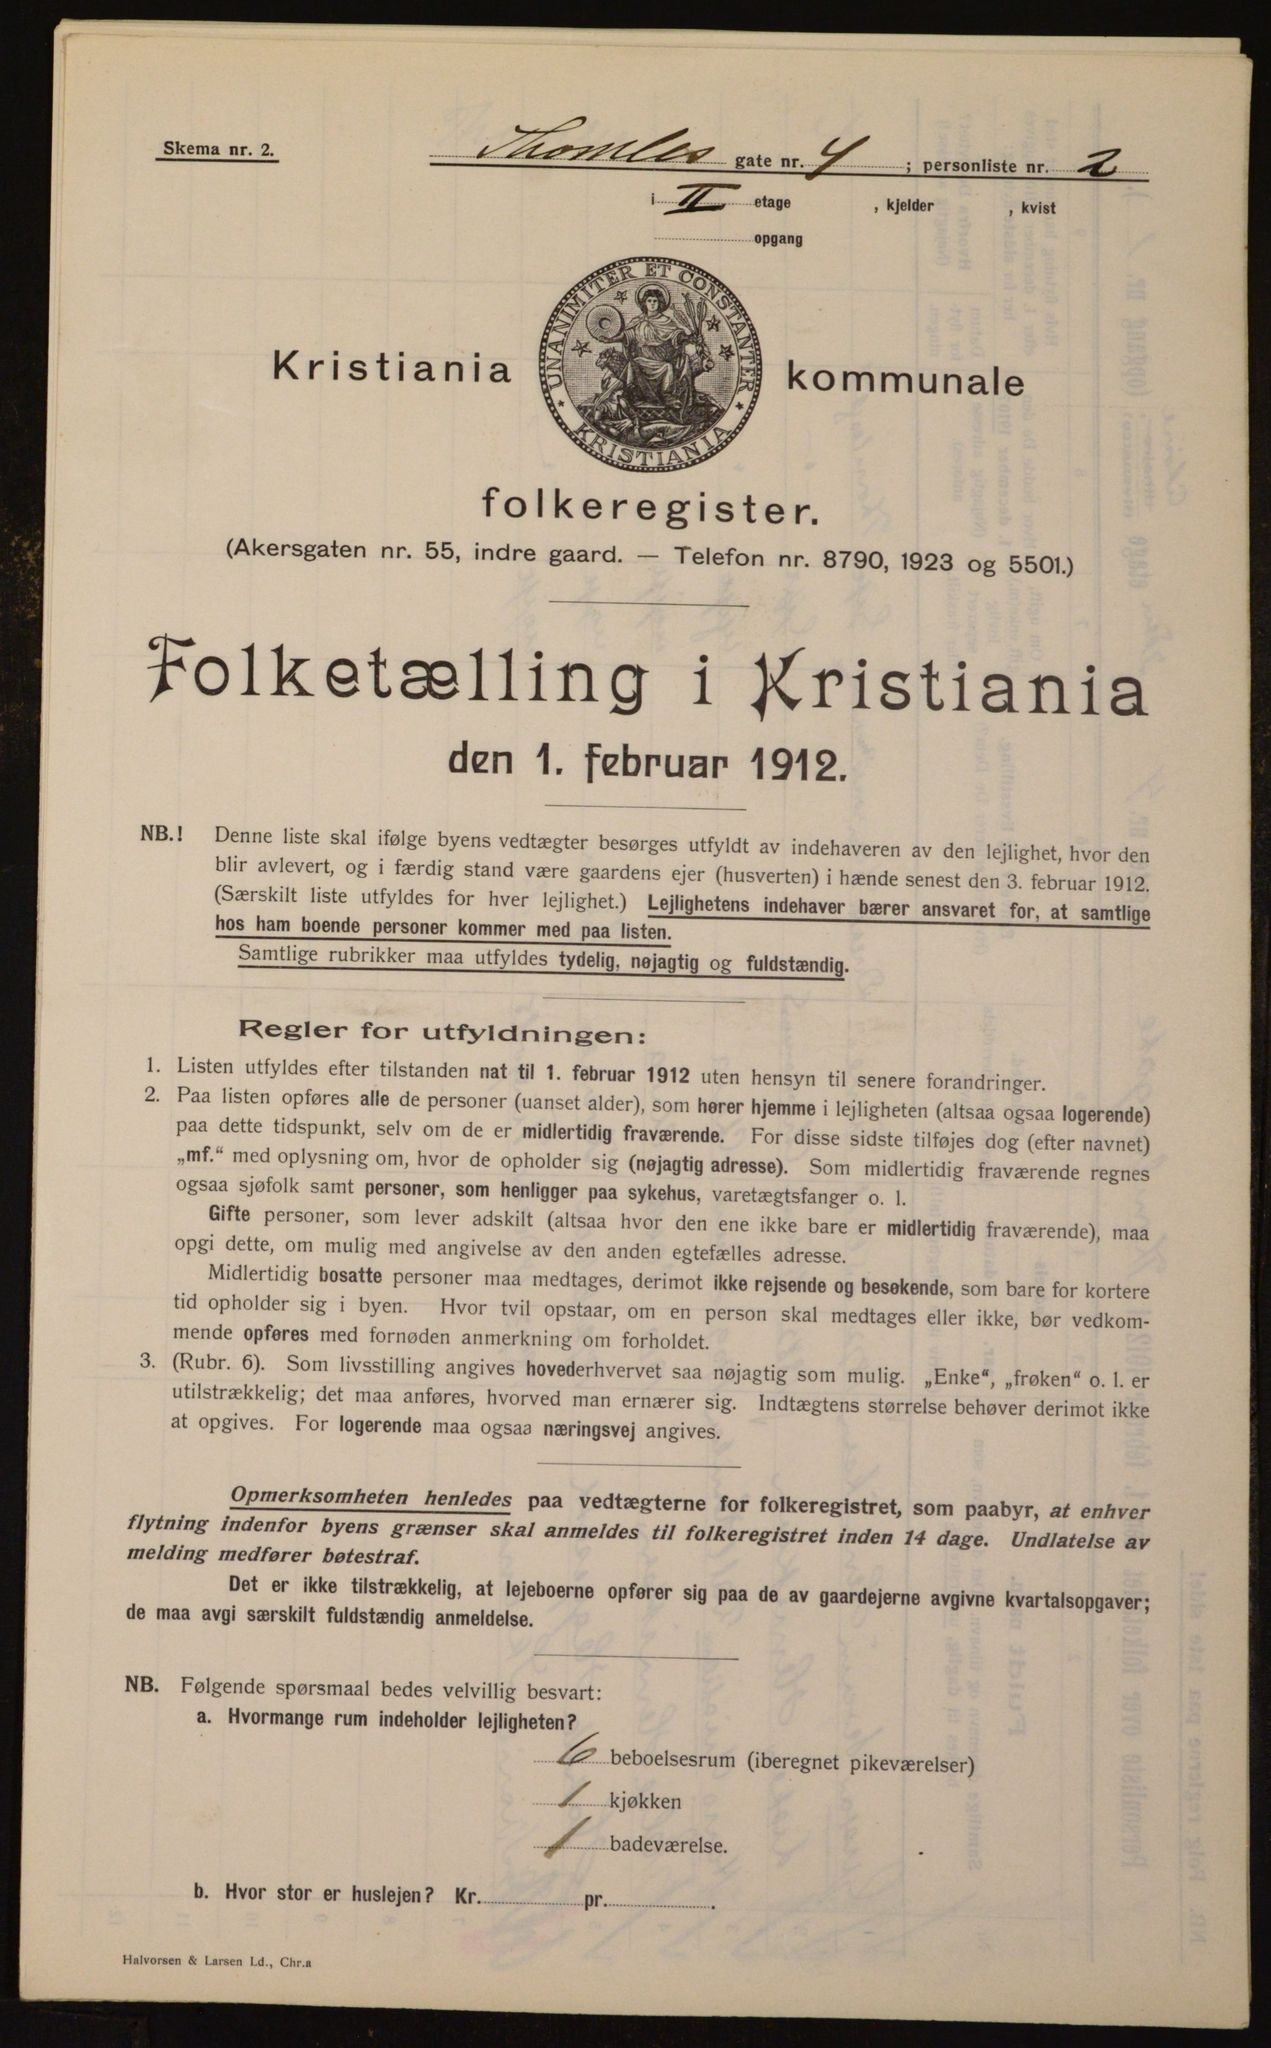 Skema nr. 2.
Thomles gate nr. 4 ; personliste nr. 2
i II etage , kjelder , kvist
opgang
UNANIMITER ET CONSTANTER
KRISTIANIA
Kristiania kommunale
folkeregister.
(Akersgaten nr. 55, indre gaard. — Telefon nr. 8790, 1923 og 5501.)
Folketælling i Kristiania
den 1. februar 1912.
NB.! Denne liste skal ifølge byens vedtægter besørges utfyldt av indehaveren av den lejlighet, hvor den
blir avlevert, og i færdig stand være gaardens ejer (husverten) i hænde senest den 3. februar 1912.
(Særskilt liste utfyldes for hver lejlighet.) Lejlighetens indehaver bærer ansvaret for, at samtlige
hos ham boende personer kommer med paa listen.
Samtlige rubrikker maa utfyldes tydelig, nøjagtig og fuldstændig.
Regler for utfyldningen:
1. Listen utfyldes efter tilstanden nat til 1. februar 1912 uten hensyn til senere forandringer.
2. Paa listen opføres alle de personer (uanset alder), som hører hjemme i lejligheten (altsaa ogsaa logerende)
paa dette tidspunkt, selv om de er midlertidig fraværende. For disse sidste tilføjes dog (efter navnet)
„mf.“ med oplysning om, hvor de opholder sig (nøjagtig adresse). Som midlertidig fraværende regnes
ogsaa sjøfolk samt personer, som henligger paa sykehus, varetægtsfanger o. l.
Gifte personer, som lever adskilt (altsaa hvor den ene ikke bare er midlertidig fraværende), maa
opgi dette, om mulig med angivelse av den anden egtefælles adresse.
Midlertidig bosatte personer maa medtages, derimot ikke rejsende og besøkende, som bare for kortere
tid opholder sig i byen. Hvor tvil opstaar, om en person skal medtages eller ikke, bør vedkom-
mende opføres med fornøden anmerkning om forholdet.
3. (Rubr. 6). Som livsstilling angives hovederhvervet saa nøjagtig som mulig. „Enke“, „frøken“ o. l. er
utilstrækkelig; det maa anføres, hvorved man ernærer sig. Indtægtens størrelse behøver derimot ikke
at opgives. For logerende maa ogsaa næringsvej angives.
Opmerksomheten henledes paa vedtægterne for folkeregistret, som paabyr, at enhver
flytning indenfor byens grænser skal anmeldes til folkeregistret inden 14 dage. Undlatelse av
melding medfører bøtestraf.
Det er ikke tilstrækkelig, at lejeboerne opfører sig paa de av gaardejerne avgivne kvartalsopgaver;
de maa avgi særskilt fuldstændig anmeldelse.
NB. Følgende spørsmaal bedes velvillig besvart:
a. Hvormange rum indeholder lejligheten?
6 beboelsesrum (iberegnet pikeværelser)
1 kjøkken
1 badeværelse.
b. Hvor stor er huslejen? Kr. pr. .
Halvorsen & Larsen Ld., Chr.a